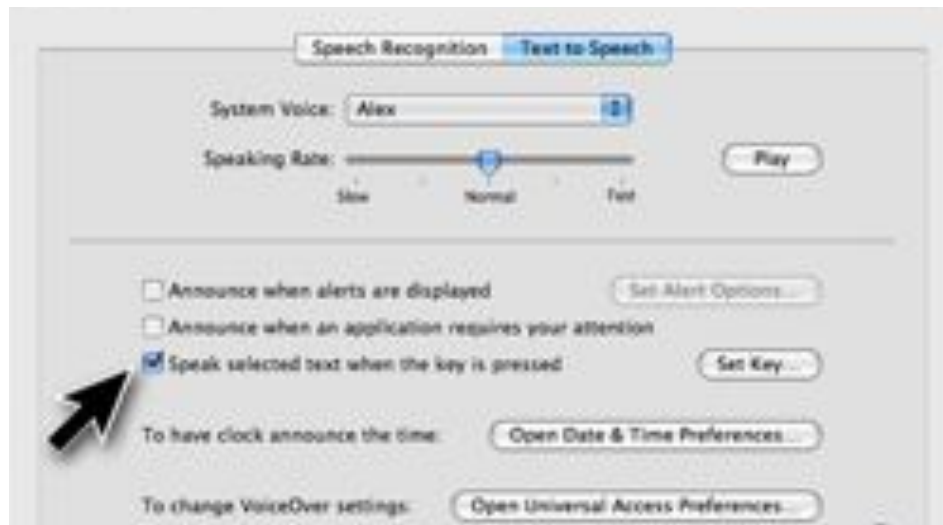 Speech Recognition Text to Speech
System Voice: Alex
Speaking Rate: Play
Slow Normal Fast
Announce when alerts are displayed Set Alert Options...
Announce when an application requires your attention
Speak selected text when the key is pressed Set Key...
To have clock announce the time: Open Date & Time Preferences...
To change VoiceOver settings: Open Universal Access Preferences...